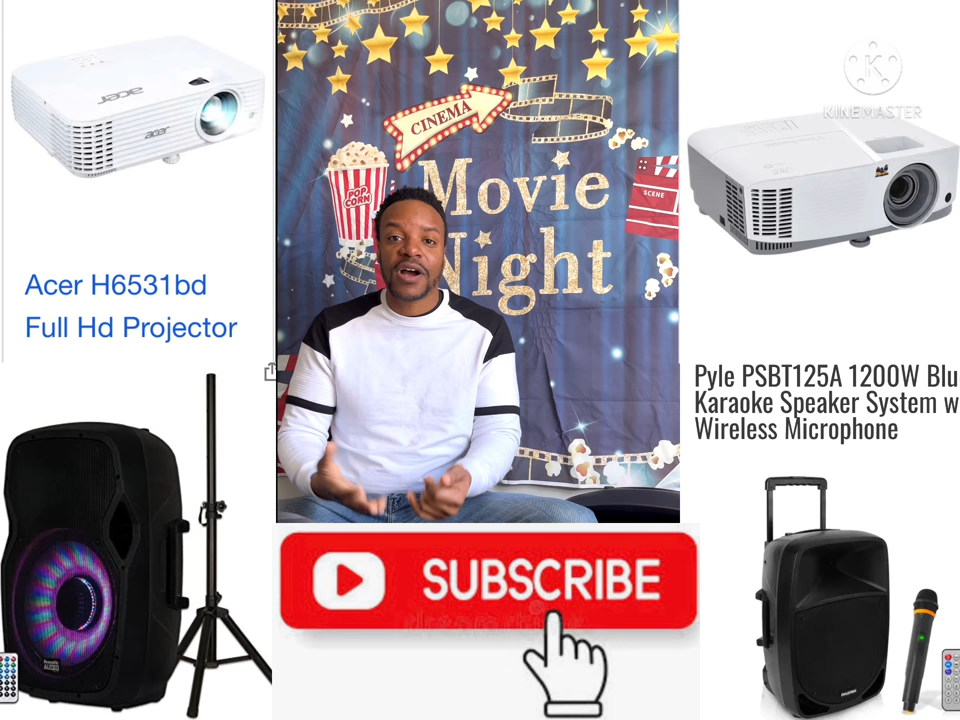 acer
acer
Acer H6531bd
Full Hd Projector
CINEMA
POP
CORN
Movie
Night
SCENE
KINEMASTER
Pyle PSBT125A 1200W Blu
Karaoke Speaker System w
Wireless Microphone
SUBSCRIBE